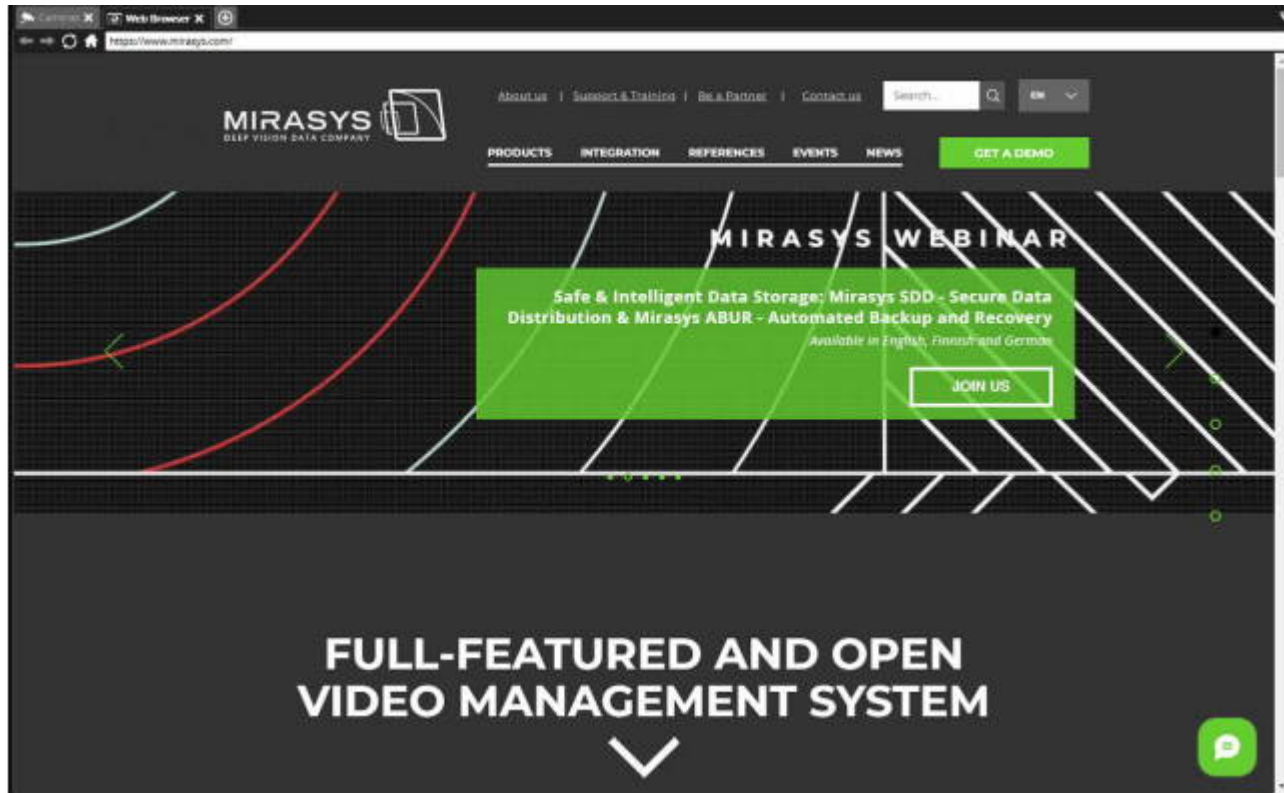 Cameras X Web Browser X
https://www.mirasys.com/
About us | Support & Training | Be a Partner | Contact us Search... EN
MIRASYS
DEEP VISION DATA COMPANY
PRODUCTS INTEGRATION REFERENCES EVENTS NEWS GET A DEMO
MIRASYS WEBINAR
Safe & Intelligent Data Storage: Mirasys SDD - Secure Data
Distribution & Mirasys ABUR - Automated Backup and Recovery
Available in English, Finnish and German
JOIN US
FULL-FEATURED AND OPEN
VIDEO MANAGEMENT SYSTEM